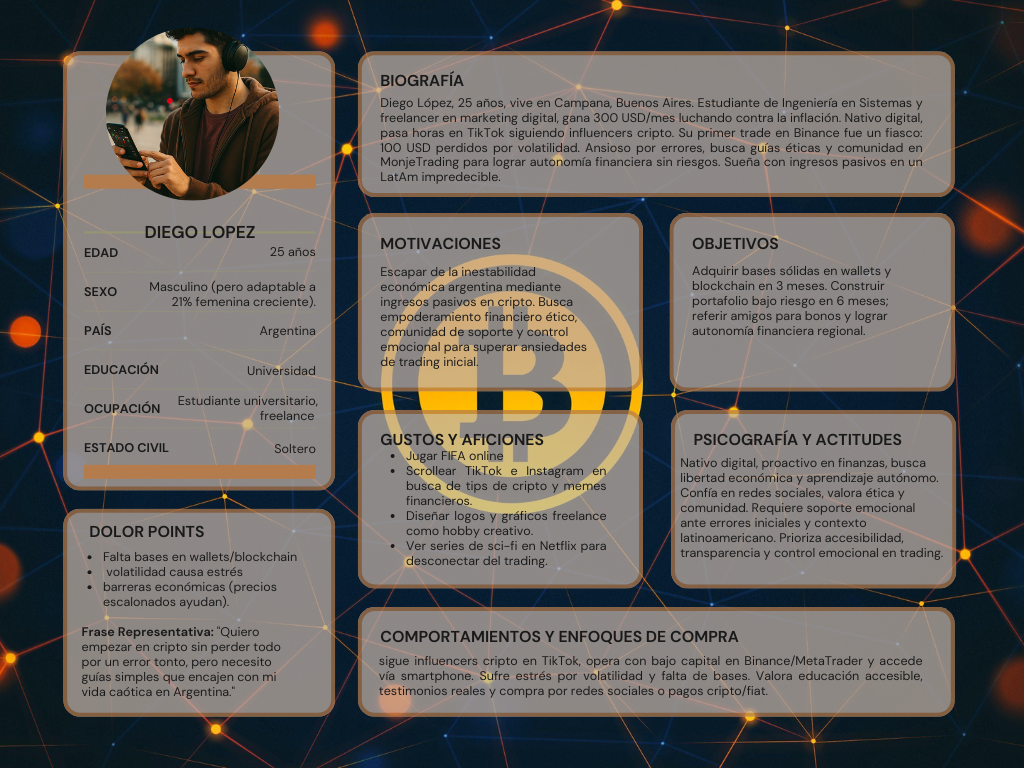 DIEGO LOPEZ
EDAD 25 años
SEXO Masculino (pero adaptable a
21% femenina creciente).
PAÍS Argentina
EDUCACIÓN Universidad
OCUPACIÓN Estudiante universitario,
freelance
ESTADO CIVIL Soltero
DOLOR POINTS
• Falta bases en wallets/blockchain
• volatilidad causa estrés
• barreras económicas (precios
escalonados ayudan).
Frase Representativa: "Quiero
empezar en cripto sin perder todo
por un error tonto, pero necesito
guías simples que encajen con mi
vida caótica en Argentina."
BIOGRAFÍA
Diego López, 25 años, vive en Campana, Buenos Aires. Estudiante de Ingeniería en Sistemas y
freelancer en marketing digital, gana 300 USD/mes luchando contra la inflación. Nativo digital,
pasa horas en TikTok siguiendo influencers cripto. Su primer trade en Binance fue un fiasco:
100 USD perdidos por volatilidad. Ansioso por errores, busca guías éticas y comunidad en
MonjeTrading para lograr autonomía financiera sin riesgos. Sueña con ingresos pasivos en un
LatAm impredecible.
MOTIVACIONES
Escapar de la inestabilidad
económica argentina mediante
ingresos pasivos en cripto. Busca
empoderamiento financiero ético,
comunidad de soporte y control
emocional para superar ansiedades
de trading inicial.
OBJETIVOS
Adquirir bases sólidas en wallets y
blockchain en 3 meses. Construir
portafolio bajo riesgo en 6 meses;
referir amigos para bonos y lograr
autonomía financiera regional.
GUSTOS Y AFICIONES
• Jugar FIFA online
• Scrollear TikTok e Instagram en
busca de tips de cripto y memes
financieros.
• Diseñar logos y gráficos freelance
como hobby creativo.
• Ver series de sci-fi en Netflix para
desconectar del trading.
PSICOGRAFÍA Y ACTITUDES
Nativo digital, proactivo en finanzas, busca
libertad económica y aprendizaje autónomo.
Confía en redes sociales, valora ética y
comunidad. Requiere soporte emocional
ante errores iniciales y contexto
latinoamericano. Prioriza accesibilidad,
transparencia y control emocional en trading.
COMPORTAMIENTOS Y ENFOQUES DE COMPRA
sigue influencers cripto en TikTok, opera con bajo capital en Binance/MetaTrader y accede
vía smartphone. Sufre estrés por volatilidad y falta de bases. Valora educación accesible,
testimonios reales y compra por redes sociales o pagos cripto/fiat.